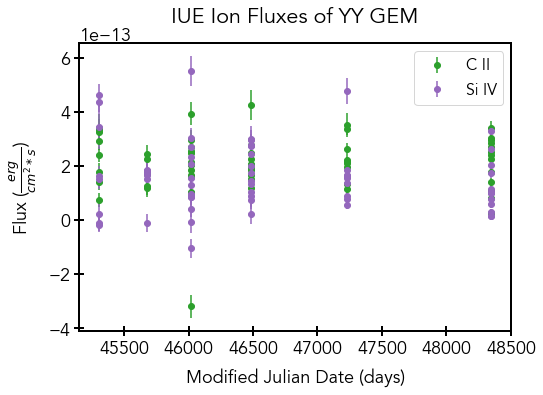 IUE Ion Fluxes of YY GEM
1e−13
C II
Si IV
6
4
2
0
−2
−4
Flux (erg/cm² * s)
45500 46000 46500 47000 47500 48000 48500
Modified Julian Date (days)